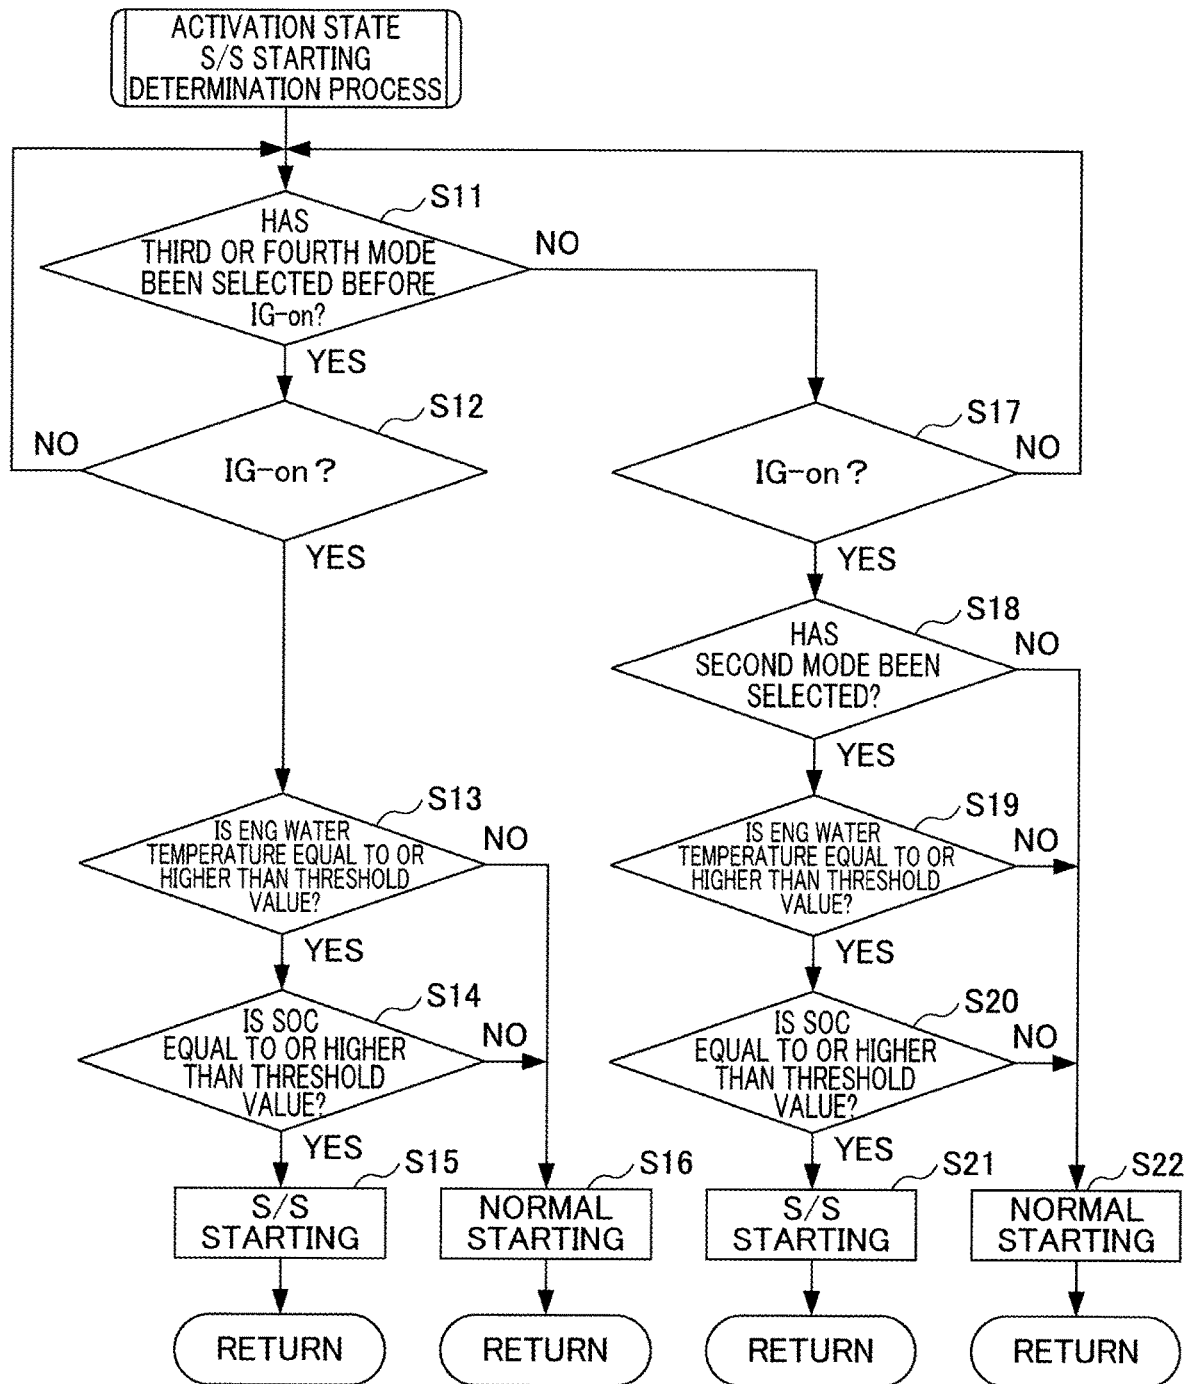 ACTIVATION STATE
S/S STARTING
DETERMINATION PROCESS
S11
HAS
THIRD OR FOURTH MODE
BEEN SELECTED BEFORE
IG-on?
NO
YES
S12
IG-on?
NO
YES
S13
IS ENG WATER
TEMPERATURE EQUAL TO OR
HIGHER THAN THRESHOLD
VALUE?
NO
YES
S14
IS SOC
EQUAL TO OR HIGHER
THAN THRESHOLD
VALUE?
NO
YES
S15
S/S
STARTING
RETURN
S16
NORMAL
STARTING
RETURN
S17
IG-on?
NO
YES
S18
HAS
SECOND MODE BEEN
SELECTED?
NO
YES
S19
IS ENG WATER
TEMPERATURE EQUAL TO OR
HIGHER THAN THRESHOLD
VALUE?
NO
YES
S20
IS SOC
EQUAL TO OR HIGHER
THAN THRESHOLD
VALUE?
NO
YES
S21
S/S
STARTING
RETURN
S22
NORMAL
STARTING
RETURN